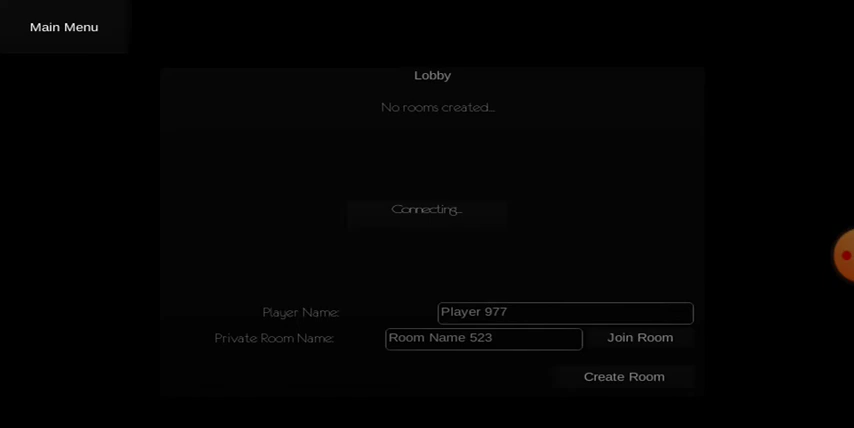 Main Menu
Lobby
No rooms created...
Connecting...
Player Name:
Player 977
Private Room Name:
Room Name 523
Join Room
Create Room